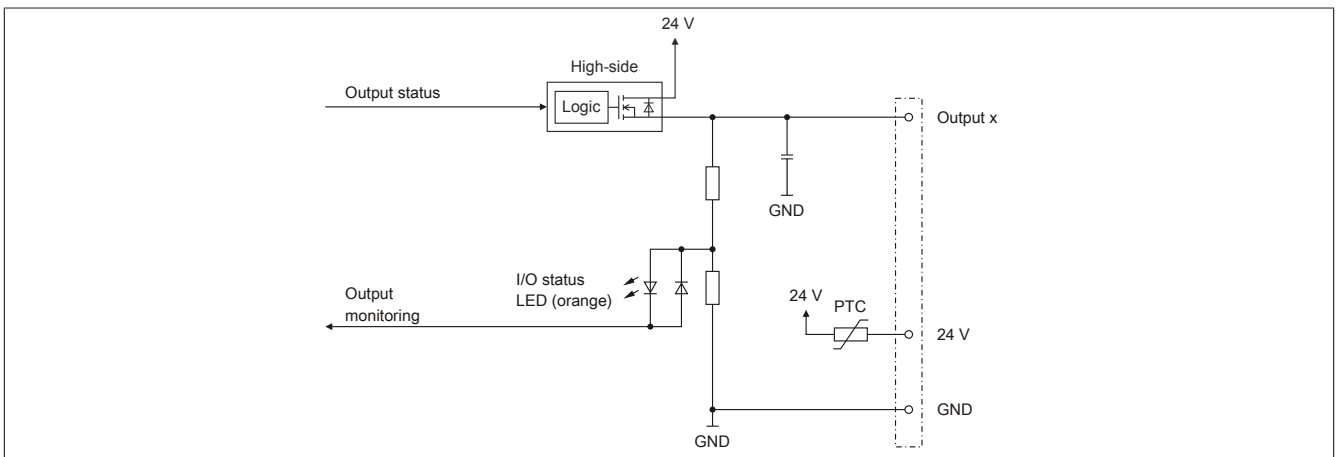 24 V
High-side
Output status
Logic
Output x
GND
I/O status
LED (orange)
Output
monitoring
24 V
PTC
24 V
GND
GND